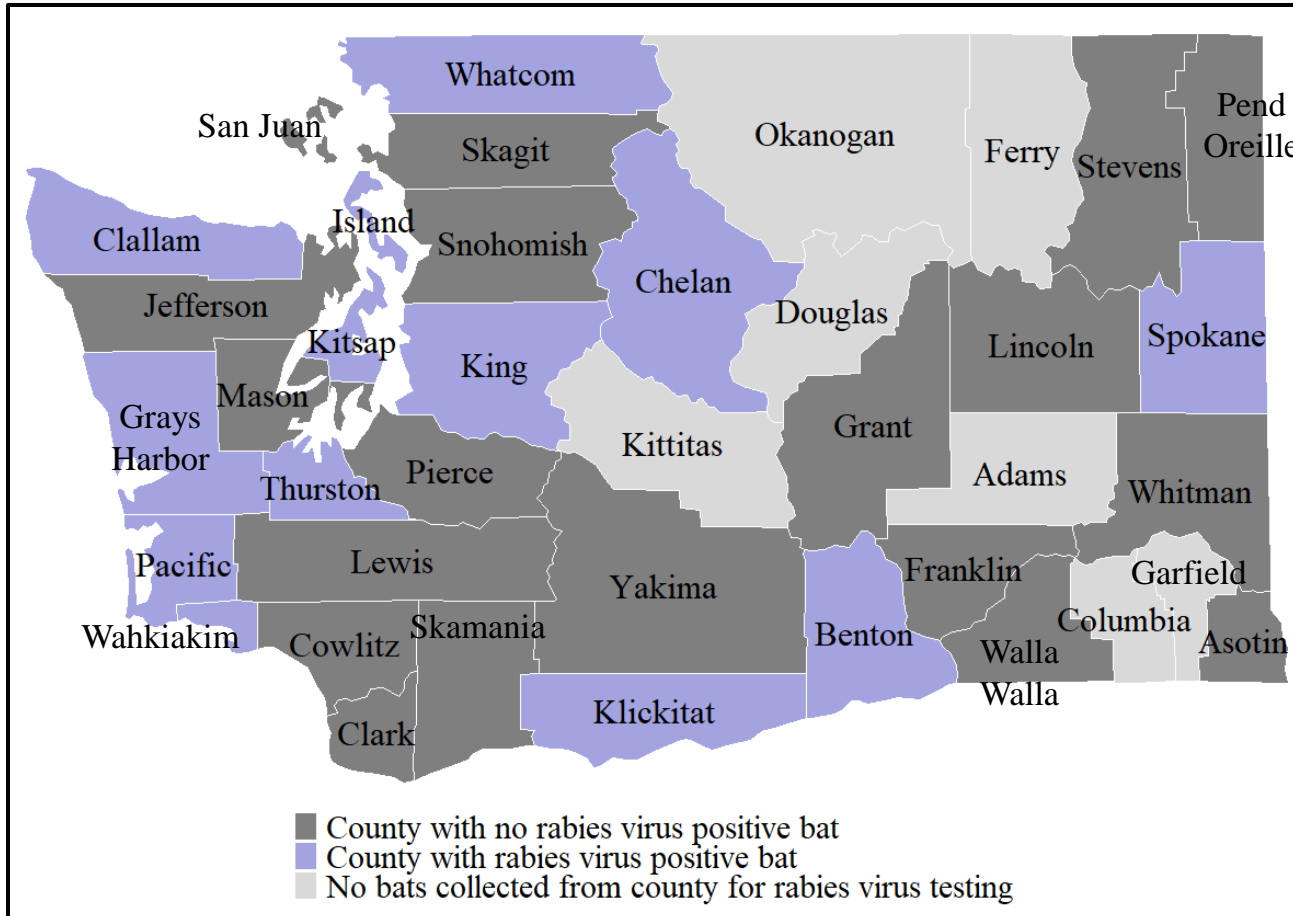 Whatcom
San Juan
Skagit
Okanogan
Ferry
Stevens
Pend
Oreille
Clallam
Island
Snohomish
Chelan
Jefferson
Douglas
Kitsap
King
Lincoln
Spokane
Mason
Grays
Harbor
Kittitas
Grant
Thurston
Pierce
Adams
Whitman
Pacific
Lewis
Yakima
Franklin
Garfield
Wahkiakim
Cowlitz
Skamania
Benton
Columbia
Asotin
Walla
Walla
Klickitat
Clark
County with no rabies virus positive bat
County with rabies virus positive bat
No bats collected from county for rabies virus testing